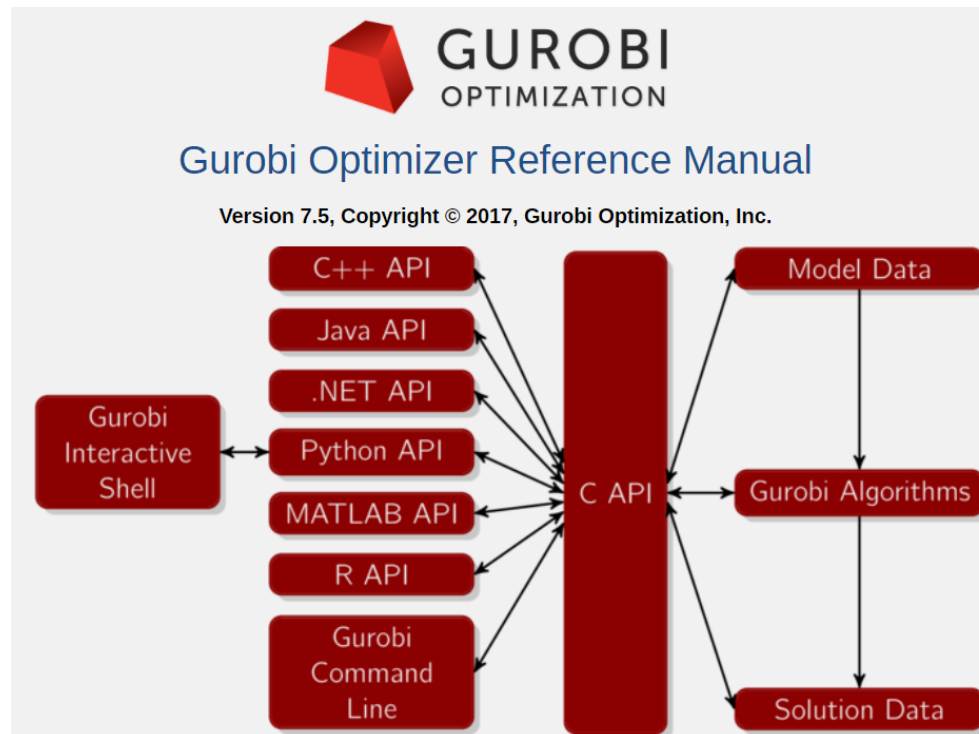 GUROBI
OPTIMIZATION
Gurobi Optimizer Reference Manual
Version 7.5, Copyright © 2017, Gurobi Optimization, Inc.
C++ API
Java API
.NET API
Python API
MATLAB API
R API
Gurobi
Command
Line
Gurobi
Interactive
Shell
C API
Model Data
Gurobi Algorithms
Solution Data